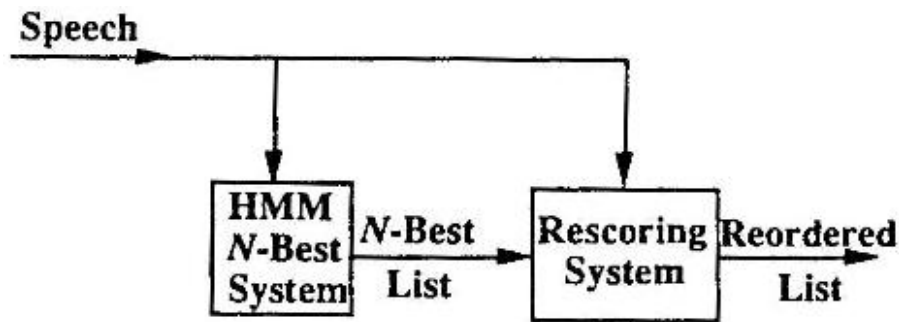 Speech
HMM
N-Best
System
N-Best
List
Rescoring
System
Reordered
List